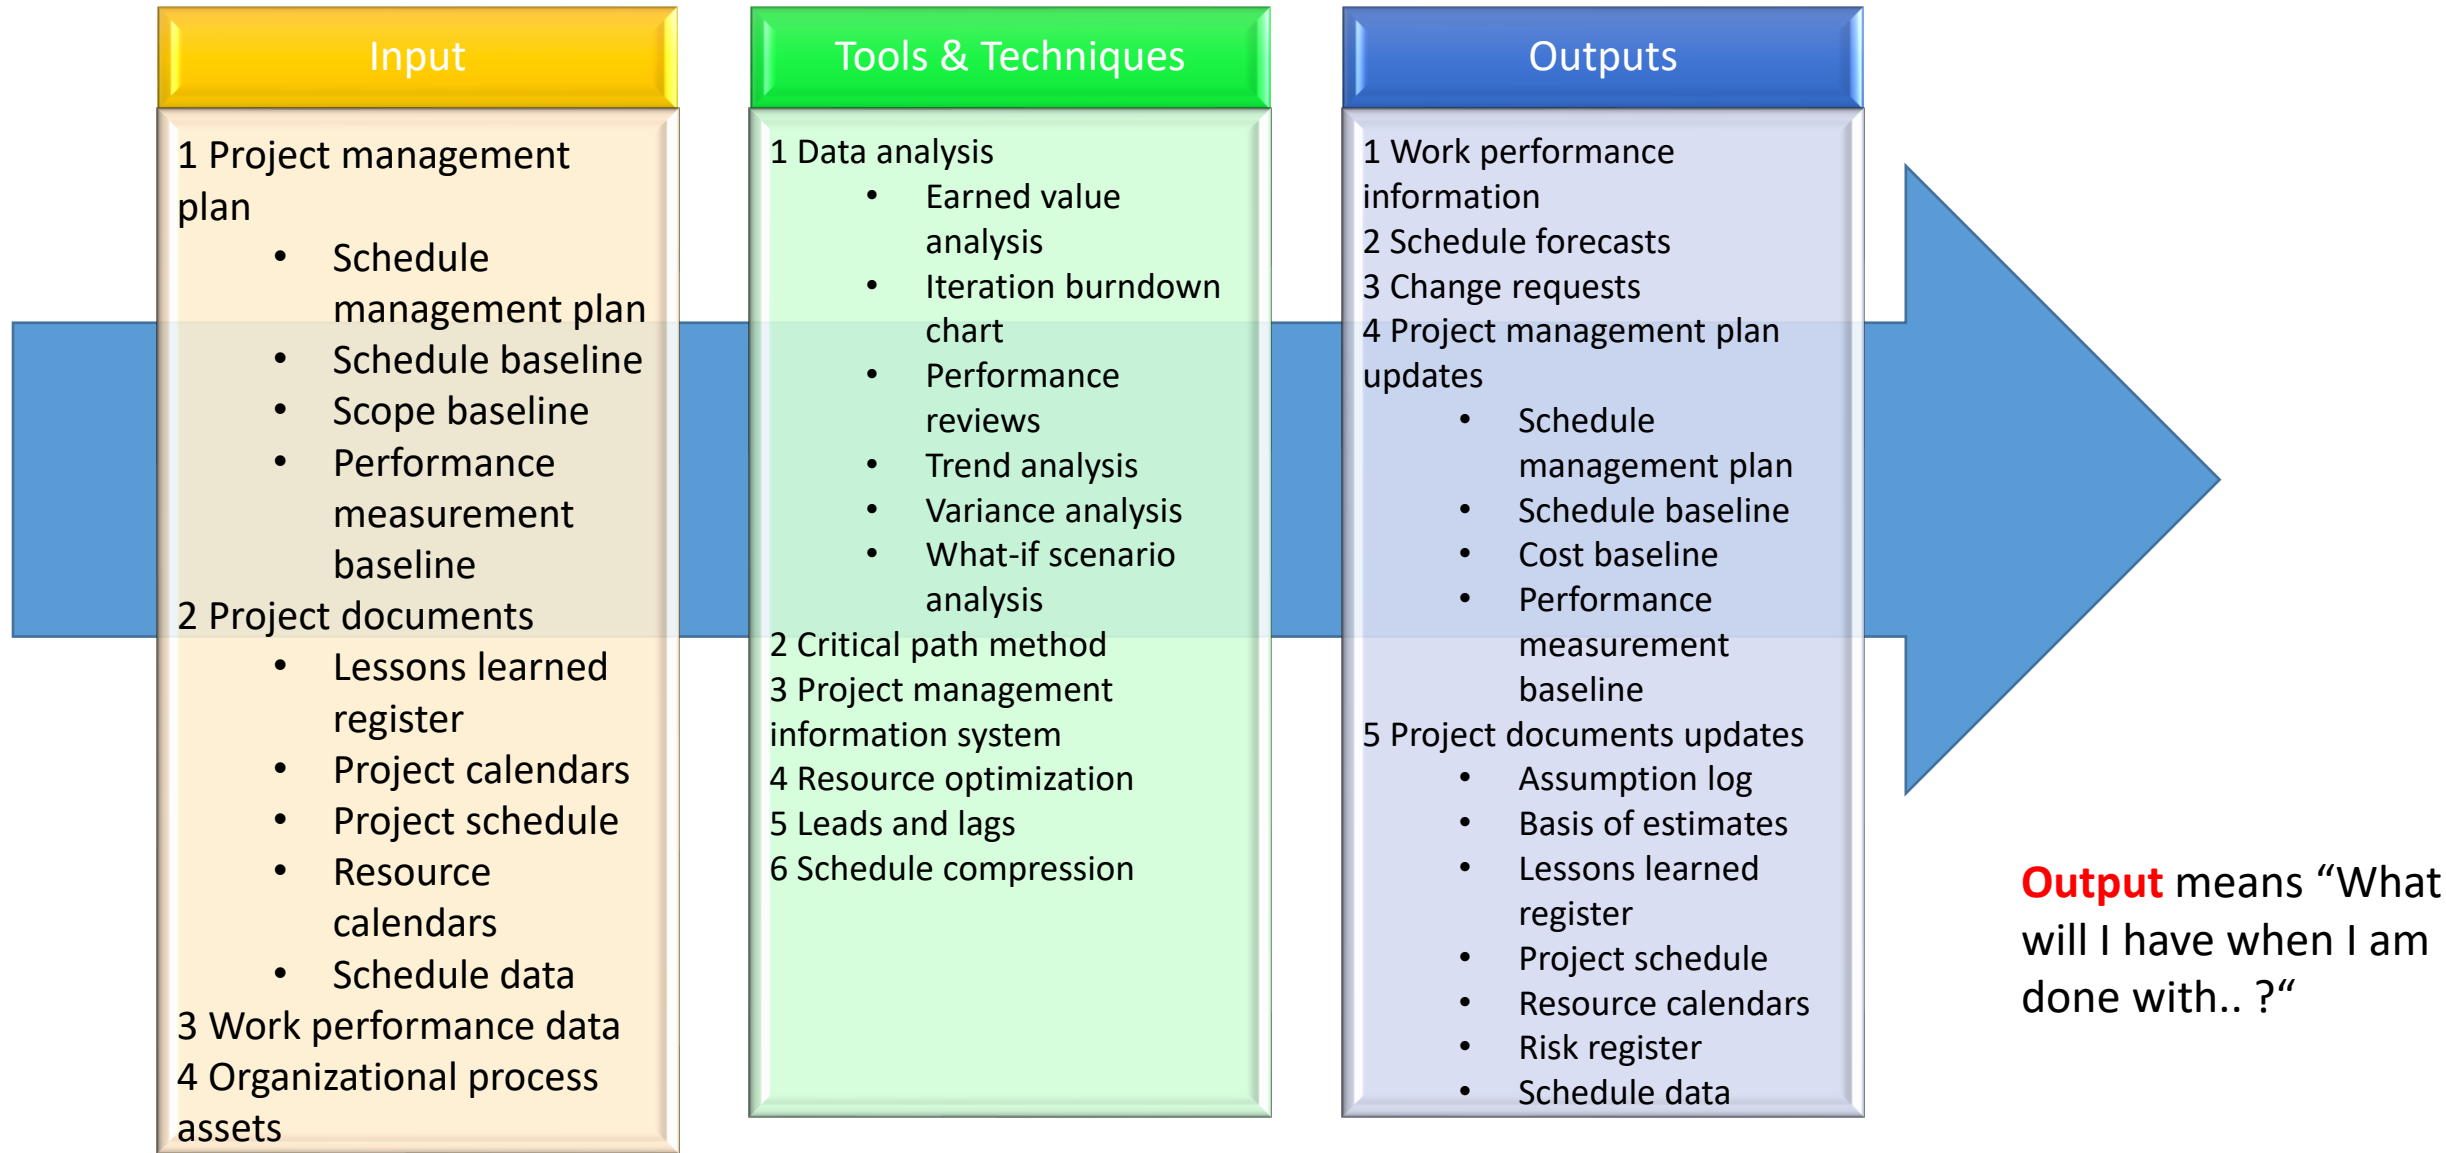 Input
1 Project management
plan
• Schedule
management plan
• Schedule baseline
• Scope baseline
• Performance
measurement
baseline
2 Project documents
• Lessons learned
register
• Project calendars
• Project schedule
• Resource
calendars
• Schedule data
3 Work performance data
4 Organizational process
assets
Tools & Techniques
1 Data analysis
• Earned value
analysis
• Iteration burndown
chart
• Performance
reviews
• Trend analysis
• Variance analysis
• What-if scenario
analysis
2 Critical path method
3 Project management
information system
4 Resource optimization
5 Leads and lags
6 Schedule compression
Outputs
1 Work performance
information
2 Schedule forecasts
3 Change requests
4 Project management plan
updates
• Schedule
management plan
• Schedule baseline
• Cost baseline
• Performance
measurement
baseline
5 Project documents updates
• Assumption log
• Basis of estimates
• Lessons learned
register
• Project schedule
• Resource calendars
• Risk register
• Schedule data
Output means “What
will I have when I am
done with.. ?“